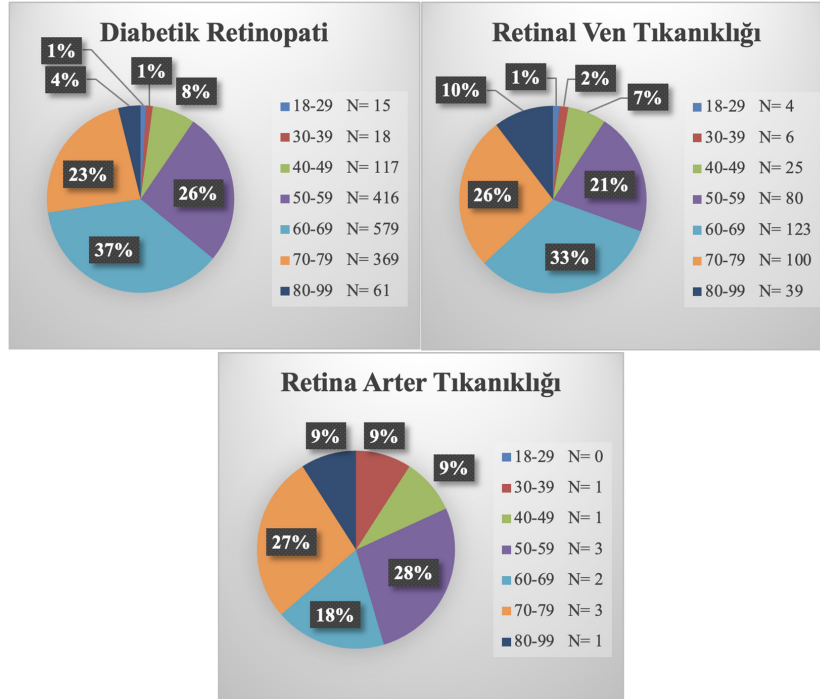 Diabetik Retinopati
1%
1%
4%
8%
23%
26%
37%
18-29 N= 15
30-39 N= 18
40-49 N= 117
50-59 N= 416
60-69 N= 579
70-79 N= 369
80-99 N= 61
Retinal Ven Tıkanıklığı
1%
2%
10%
7%
26%
21%
33%
18-29 N= 4
30-39 N= 6
40-49 N= 25
50-59 N= 80
60-69 N= 123
70-79 N= 100
80-99 N= 39
Retina Arter Tıkanıklığı
9%
9%
9%
27%
28%
18%
18-29 N= 0
30-39 N= 1
40-49 N= 1
50-59 N= 3
60-69 N= 2
70-79 N= 3
80-99 N= 1